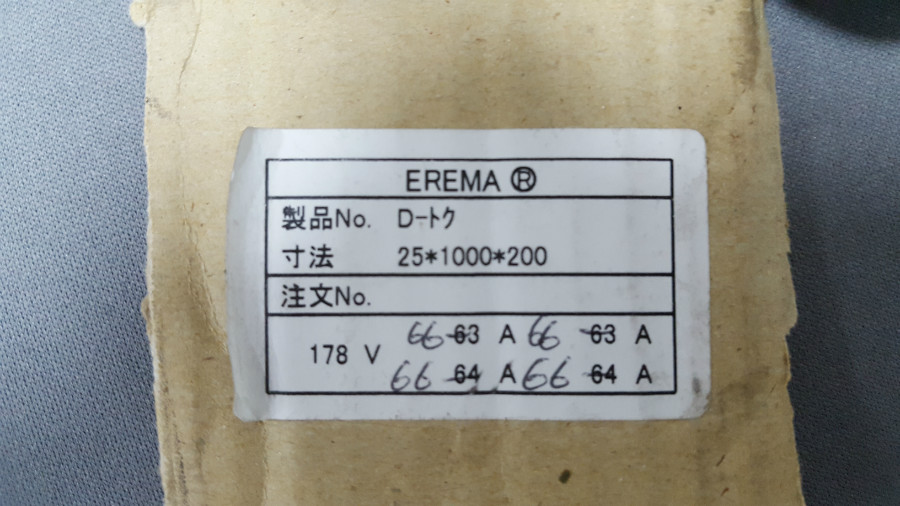 EREMA ®
製品No. D-ﾄｸ
寸法 25*1000*200
注文No.
178 V
66 63 A 66 63 A
66 64 A 66 64 A